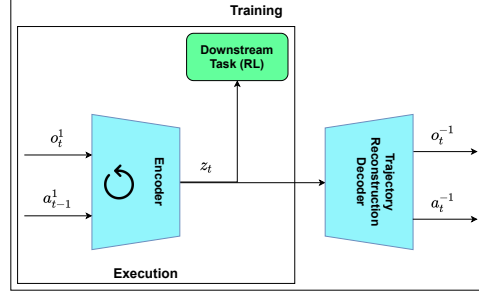 Training
Downstream
Task (RL)
$o_t^1$
$a_{t-1}^1$
Encoder
$z_t$
Trajectory
Reconstruction
Decoder
$o_t^{-1}$
$a_t^{-1}$
Execution